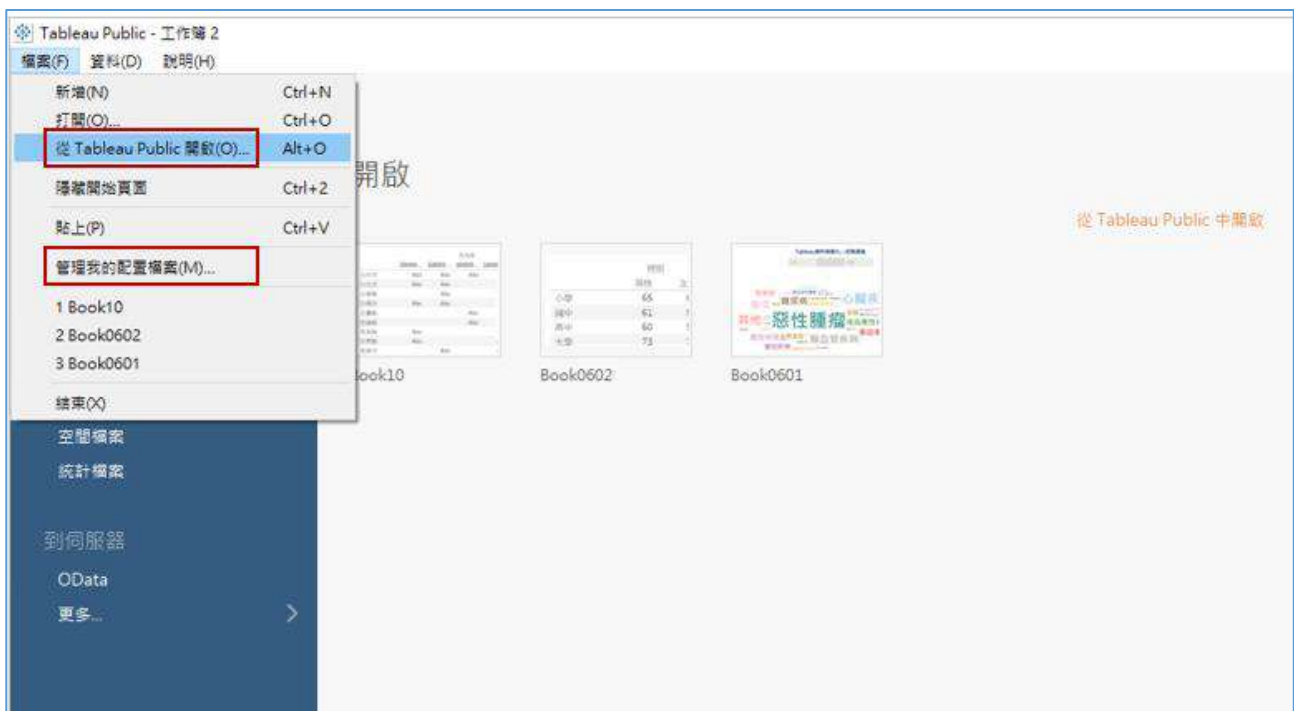 Tableau Public - 工作簿 2
檔案(F) 資料(D) 說明(H)
新增(N) Ctrl+N
打開(O)... Ctrl+O
從 Tableau Public 開啟(O)... Alt+O
隱藏開始頁面 Ctrl+2
貼上(P) Ctrl+V
管理我的配置檔案(M)...
1 Book10
2 Book0602
3 Book0601
結束(X)
開啟
從 Tableau Public 中開啟
小學 65
國中 61
高中 60
大學 73
惡性腫瘤
ook10
Book0602
Book0601
空間檔案
統計檔案
到伺服器
OData
更多...